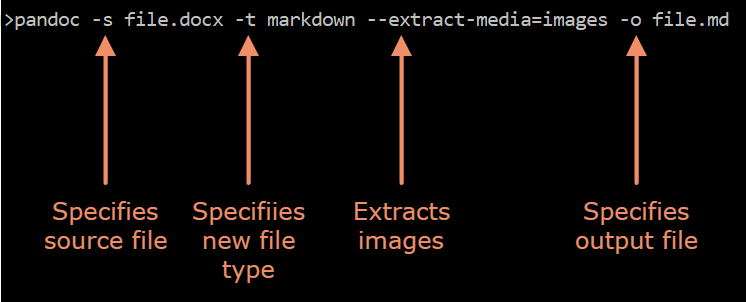 >pandoc -s file.docx -t markdown --extract-media=images -o file.md
Specifies
source file
Specifiies
new file
type
Extracts
images
Specifies
output file